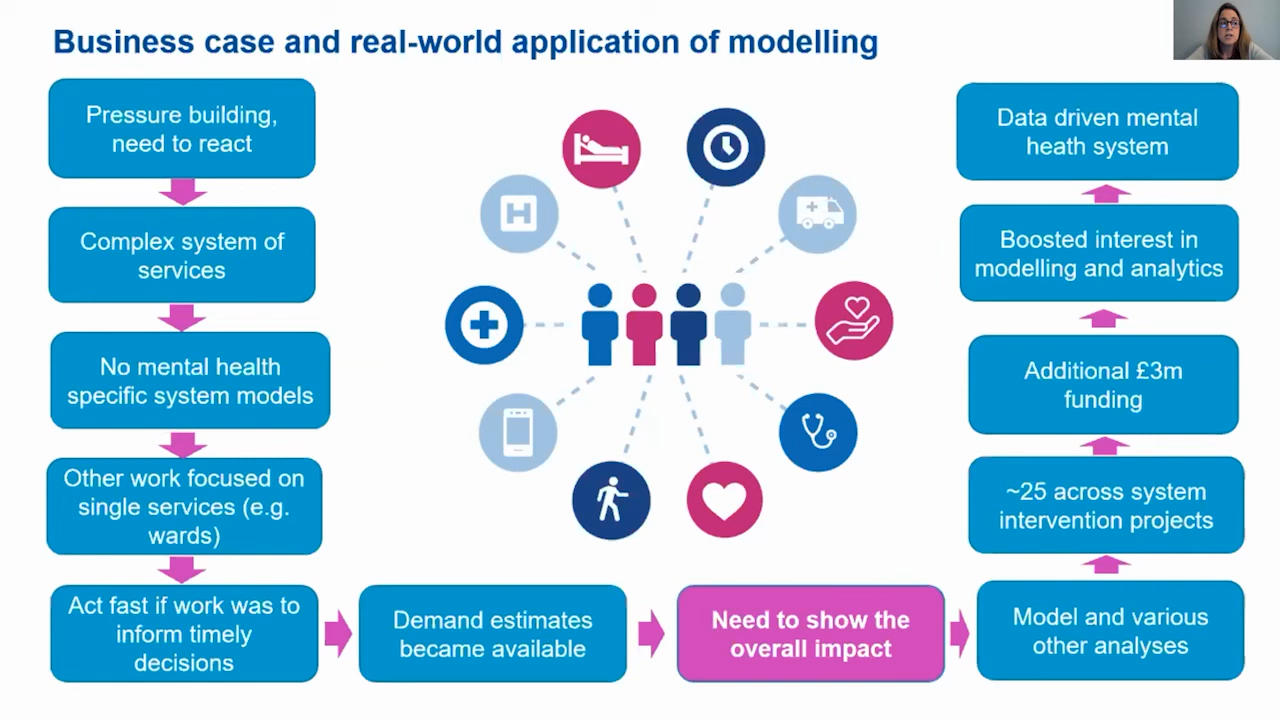 Business case and real-world application of modelling
Pressure building,
need to react
Complex system of
services
No mental health
specific system models
Other work focused on
single services (e.g.
wards)
Act fast if work was to
inform timely
decisions
Demand estimates
became available
Need to show the
overall impact
Model and various
other analyses
~25 across system
intervention projects
Additional £3m
funding
Boosted interest in
modelling and analytics
Data driven mental
heath system
H